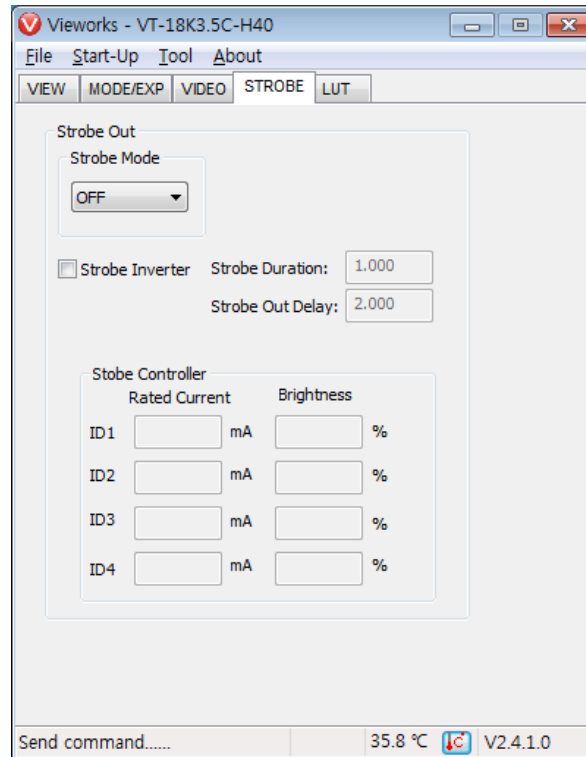 Vieworks - VT-18K3.5C-H40
File Start-Up Tool About
VIEW MODE/EXP VIDEO STROBE LUT
Strobe Out
Strobe Mode
OFF
Strobe Inverter Strobe Duration: 1.000
Strobe Out Delay: 2.000
Stobe Controller
Rated Current Brightness
ID1 mA %
ID2 mA %
ID3 mA %
ID4 mA %
Send command...... 35.8 ℃ V2.4.1.0